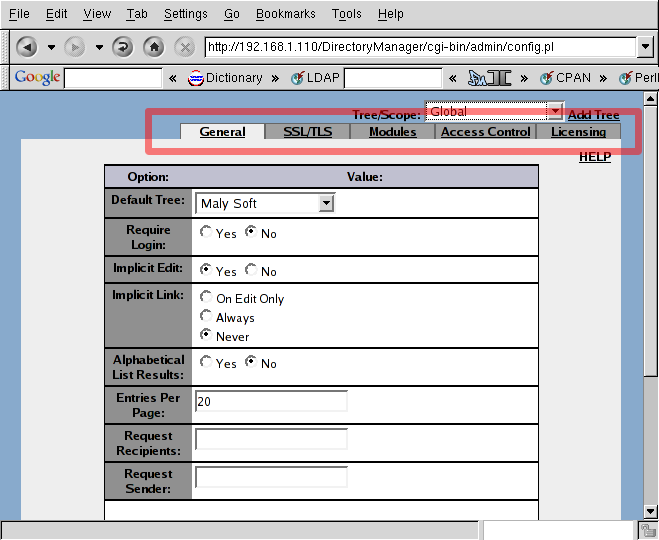 File Edit View Tab Settings Go Bookmarks Tools Help
http://192.168.1.110/DirectoryManager/cgi-bin/admin/config.pl
Google « Dictionary » LDAP « » CPAN » Perl
Tree/Scope: Global Add Tree
General SSL/TLS Modules Access Control Licensing
HELP
Option: Value:
Default Tree: Maly Soft
Require Login: Yes No
Implicit Edit: Yes No
Implicit Link: On Edit Only
Always
Never
Alphabetical List Results: Yes No
Entries Per Page: 20
Request Recipients:
Request Sender: